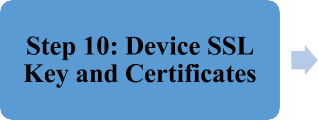 Step 10: Device SSL
Key and Certificates